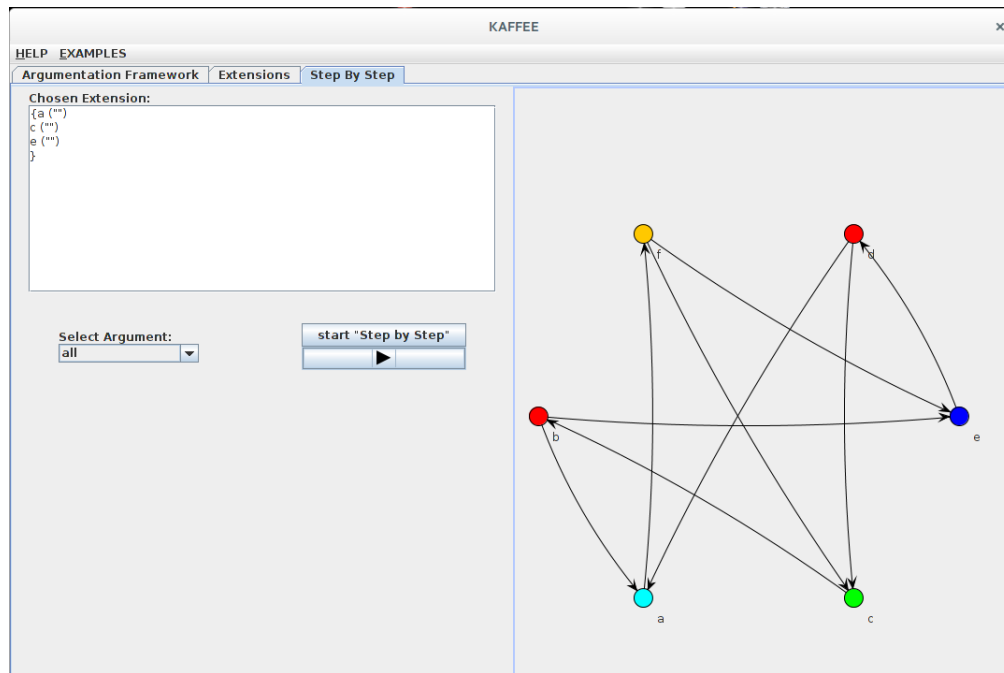 KAFFEE
HELP EXAMPLES
Argumentation Framework Extensions Step By Step
Chosen Extension:
{a ("")
c ("")
e ("")
}
Select Argument:
all
start "Step by Step"
f
d
b
e
a
c